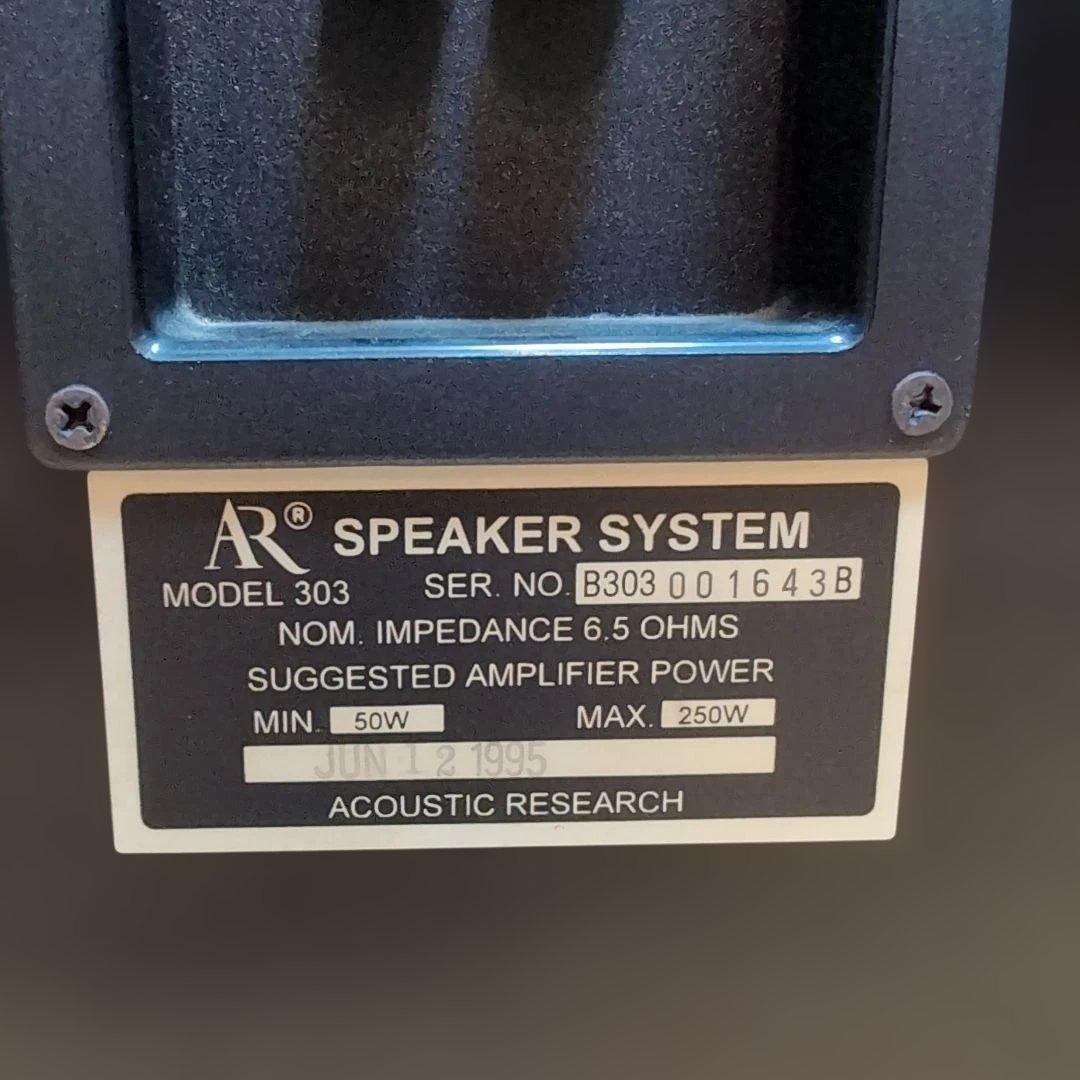 AR® SPEAKER SYSTEM
MODEL 303 SER. NO. B303 001643B
NOM. IMPEDANCE 6.5 OHMS
SUGGESTED AMPLIFIER POWER
MIN. 50W MAX. 250W
JUN 12 1995
ACOUSTIC RESEARCH